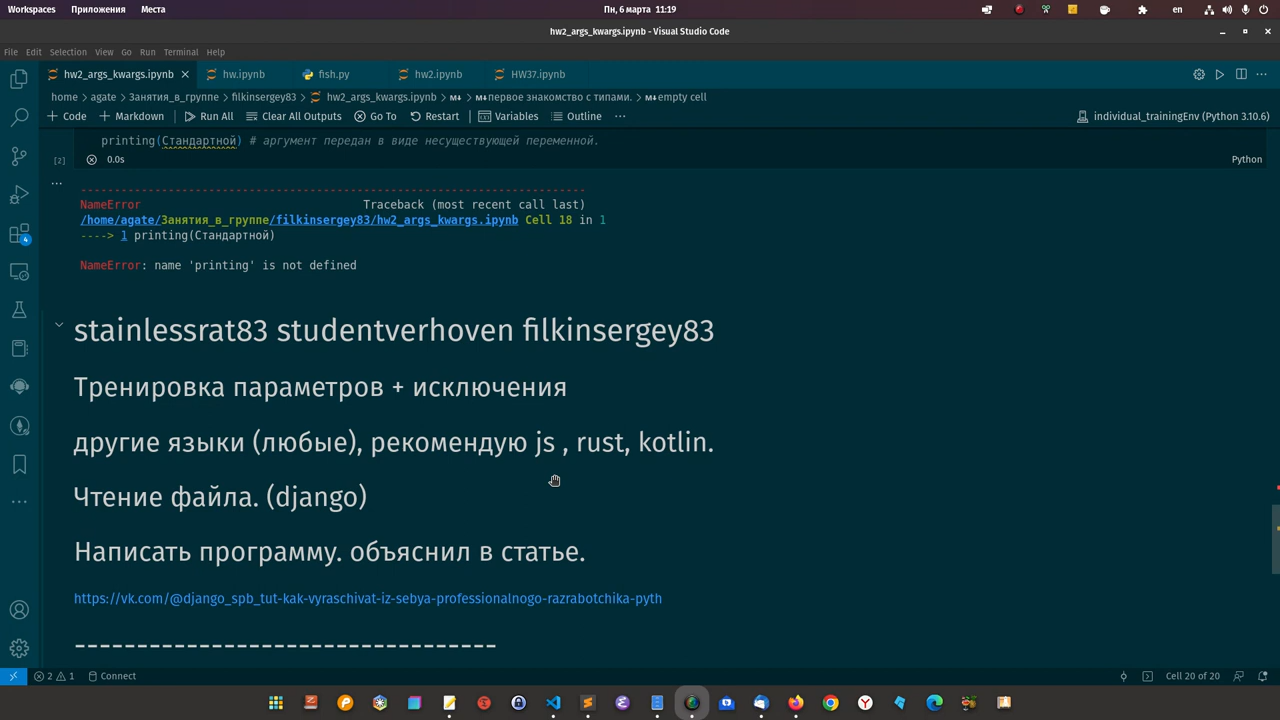 Workspaces Приложения Места Пн, 6 марта 11:19 en
hw2_args_kwargs.ipynb - Visual Studio Code
File Edit Selection View Go Run Terminal Help
hw2_args_kwargs.ipynb hw.ipynb fish.py hw2.ipynb HW37.ipynb
home > agate > Занятия_в_группе > filkinsergey83 > hw2_args_kwargs.ipynb > > первое знакомство с типами. > empty cell
+ Code + Markdown Run All Clear All Outputs Go To Restart Variables Outline ... individual_trainingEnv (Python 3.10.6)
printing(Стандартной) # аргумент передан в виде несуществующей переменной.
[2] 0.0s Python
...
---------------------------------------------------------------------------
NameError Traceback (most recent call last)
/home/agate/Занятия_в_группе/filkinsergey83/hw2_args_kwargs.ipynb Cell 18 in 1
----> 1 printing(Стандартной)
NameError: name 'printing' is not defined
stainlessrat83 studentverhoven filkinsergey83
Тренировка параметров + исключения
другие языки (любые), рекомендую js , rust, kotlin.
Чтение файла. (django)
Написать программу. объяснил в статье.
https://vk.com/@django_spb_tut-kak-vyraschivat-iz-sebya-professionalnogo-razrabotchika-pyth
----------------------------------
4
2 1 Connect Cell 20 of 20